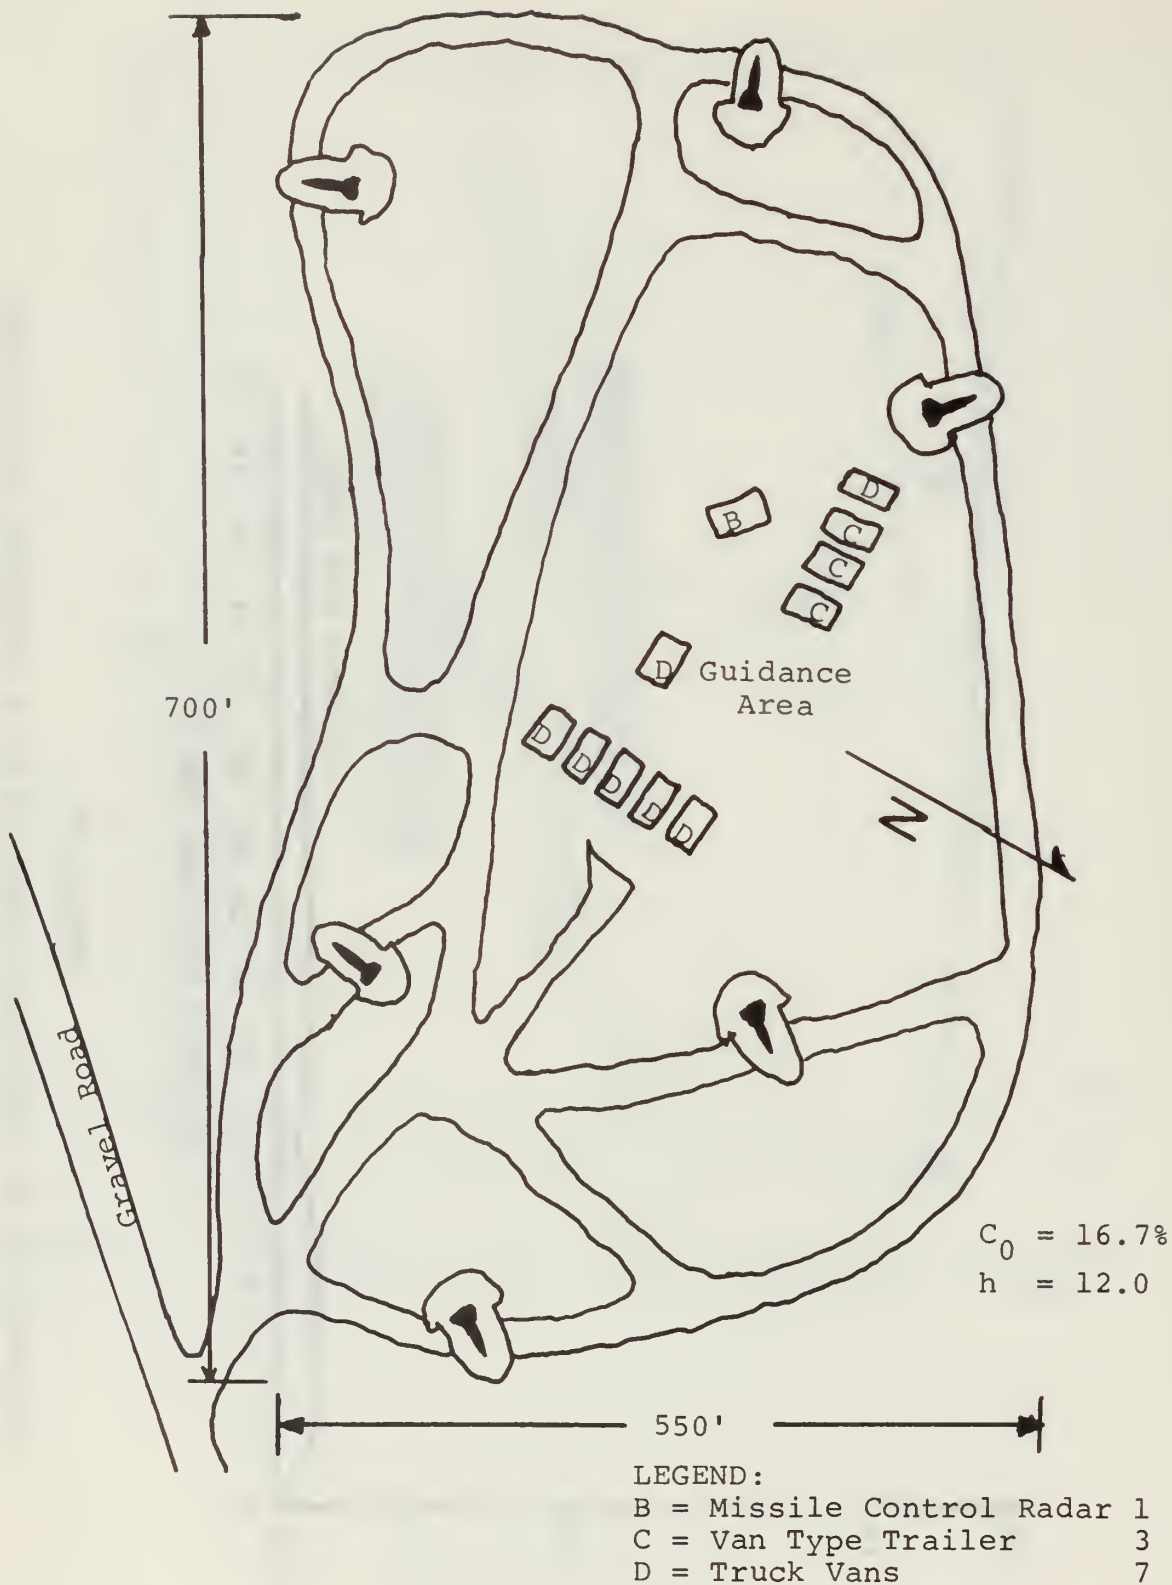 D
B
C
C
C
D Guidance
Area
700'
D
D
D
D
D
N
Gravel Road
C0 = 16.7%
h = 12.0
550'
LEGEND:
B = Missile Control Radar 1
C = Van Type Trailer 3
D = Truck Vans 7